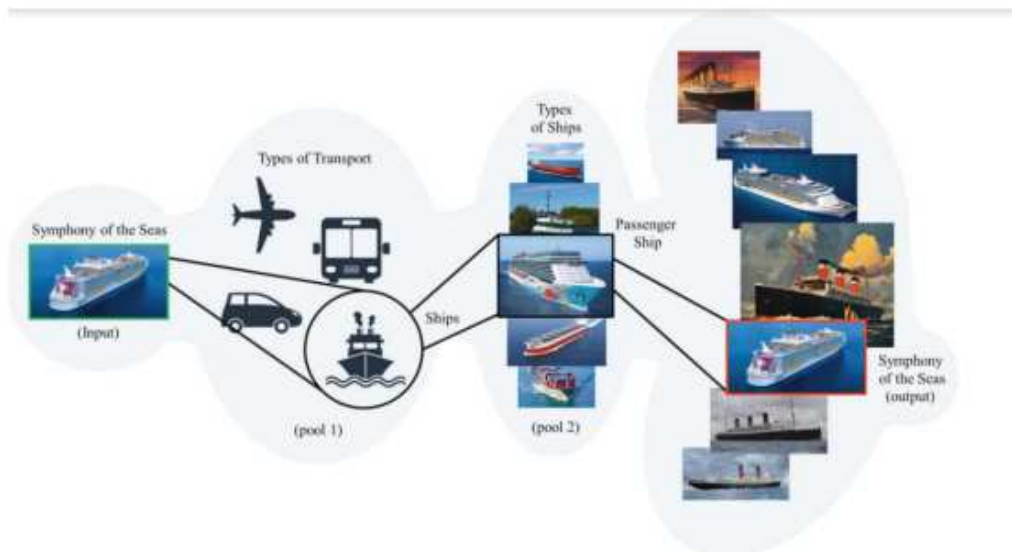 Types of Transport
Types
of Ships
Symphony of the Seas
(Input)
Ships
(pool 1)
Passenger
Ship
(pool 2)
Symphony
of the Seas
(output)